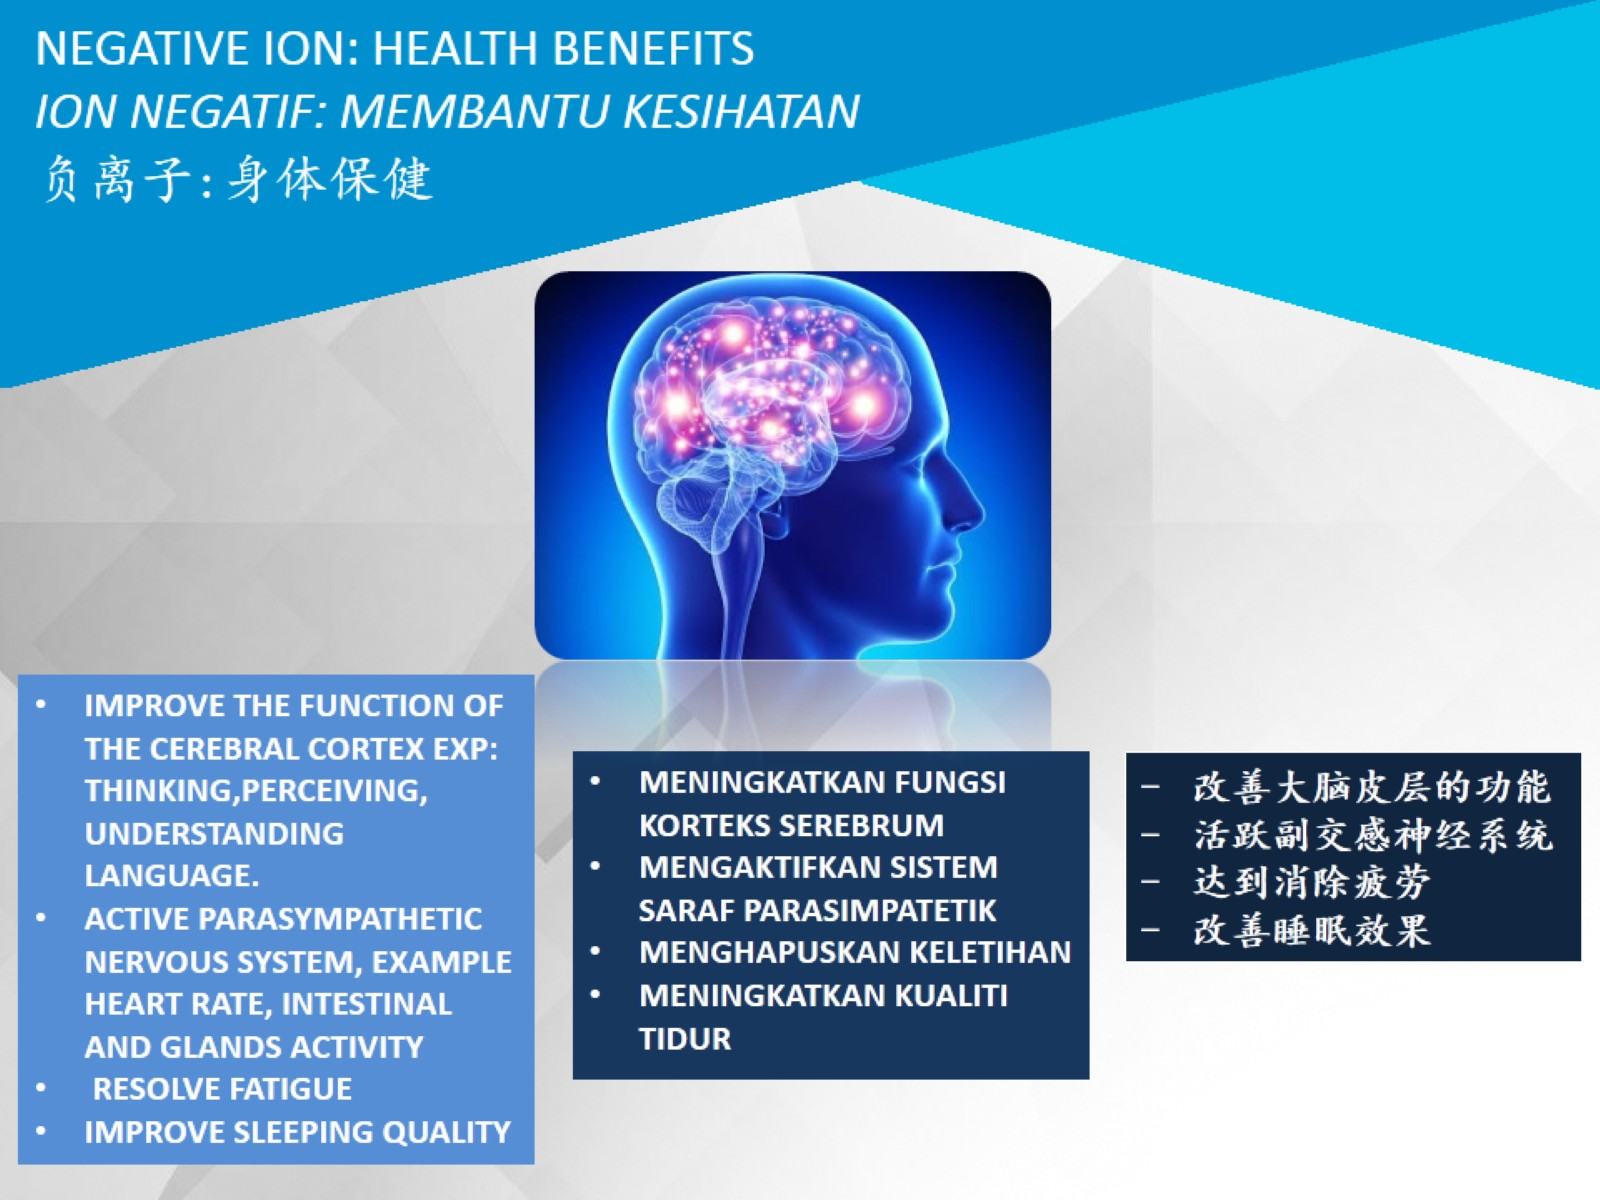 NEGATIVE ION: HEALTH BENEFITS
ION NEGATIF: MEMBANTU KESIHATAN
负离子:身体保健
• IMPROVE THE FUNCTION OF
THE CEREBRAL CORTEX EXP:
THINKING,PERCEIVING,
UNDERSTANDING
LANGUAGE.
• ACTIVE PARASYMPATHETIC
NERVOUS SYSTEM, EXAMPLE
HEART RATE, INTESTINAL
AND GLANDS ACTIVITY
• RESOLVE FATIGUE
• IMPROVE SLEEPING QUALITY
• MENINGKATKAN FUNGSI
KORTEKS SEREBRUM
• MENGAKTIFKAN SISTEM
SARAF PARASIMPATETIK
• MENGHAPUSKAN KELETIHAN
• MENINGKATKAN KUALITI
TIDUR
– 改善大脑皮层的功能
– 活跃副交感神经系统
– 达到消除疲劳
– 改善睡眠效果